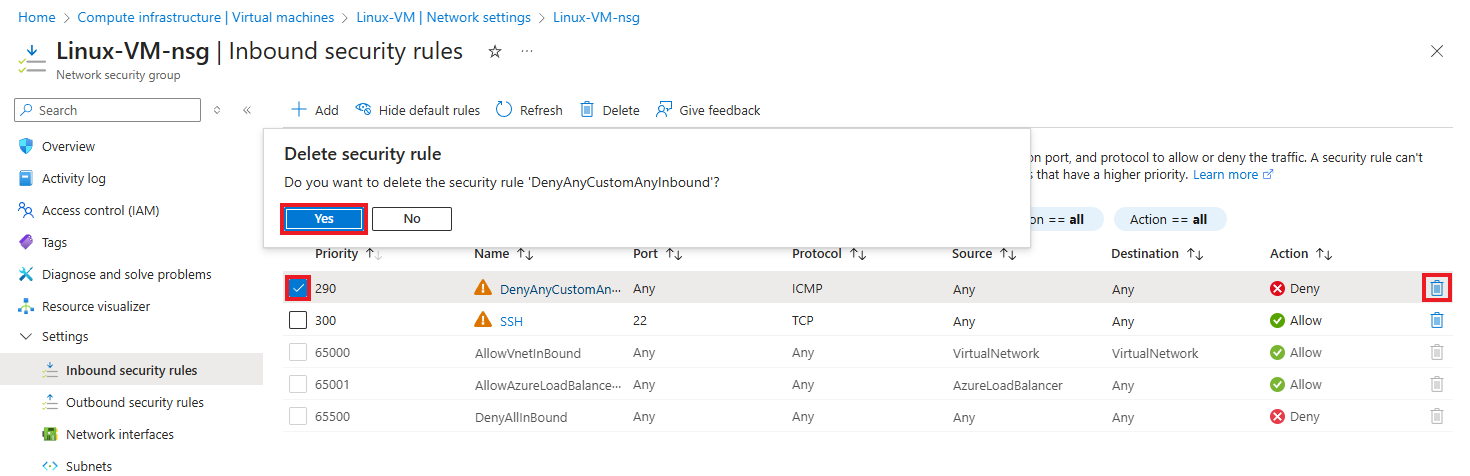 Home > Compute infrastructure | Virtual machines > Linux-VM | Network settings > Linux-VM-nsg
Linux-VM-nsg | Inbound security rules
Network security group
Search
Add Hide default rules Refresh Delete Give feedback
Overview
Activity log
Access control (IAM)
Tags
Diagnose and solve problems
Resource visualizer
Settings
Inbound security rules
Outbound security rules
Network interfaces
Subnets
Delete security rule
Do you want to delete the security rule 'DenyAnyCustomAnyInbound'?
Yes No
on port, and protocol to allow or deny the traffic. A security rule can't
s that have a higher priority. Learn more
on == all Action == all
Priority Name Port Protocol Source Destination Action
290 DenyAnyCustomAn... Any ICMP Any Any Deny
300 SSH 22 TCP Any Any Allow
65000 AllowVnetInBound Any Any VirtualNetwork VirtualNetwork Allow
65001 AllowAzureLoadBalance... Any Any AzureLoadBalancer Any Allow
65500 DenyAllInBound Any Any Any Any Deny